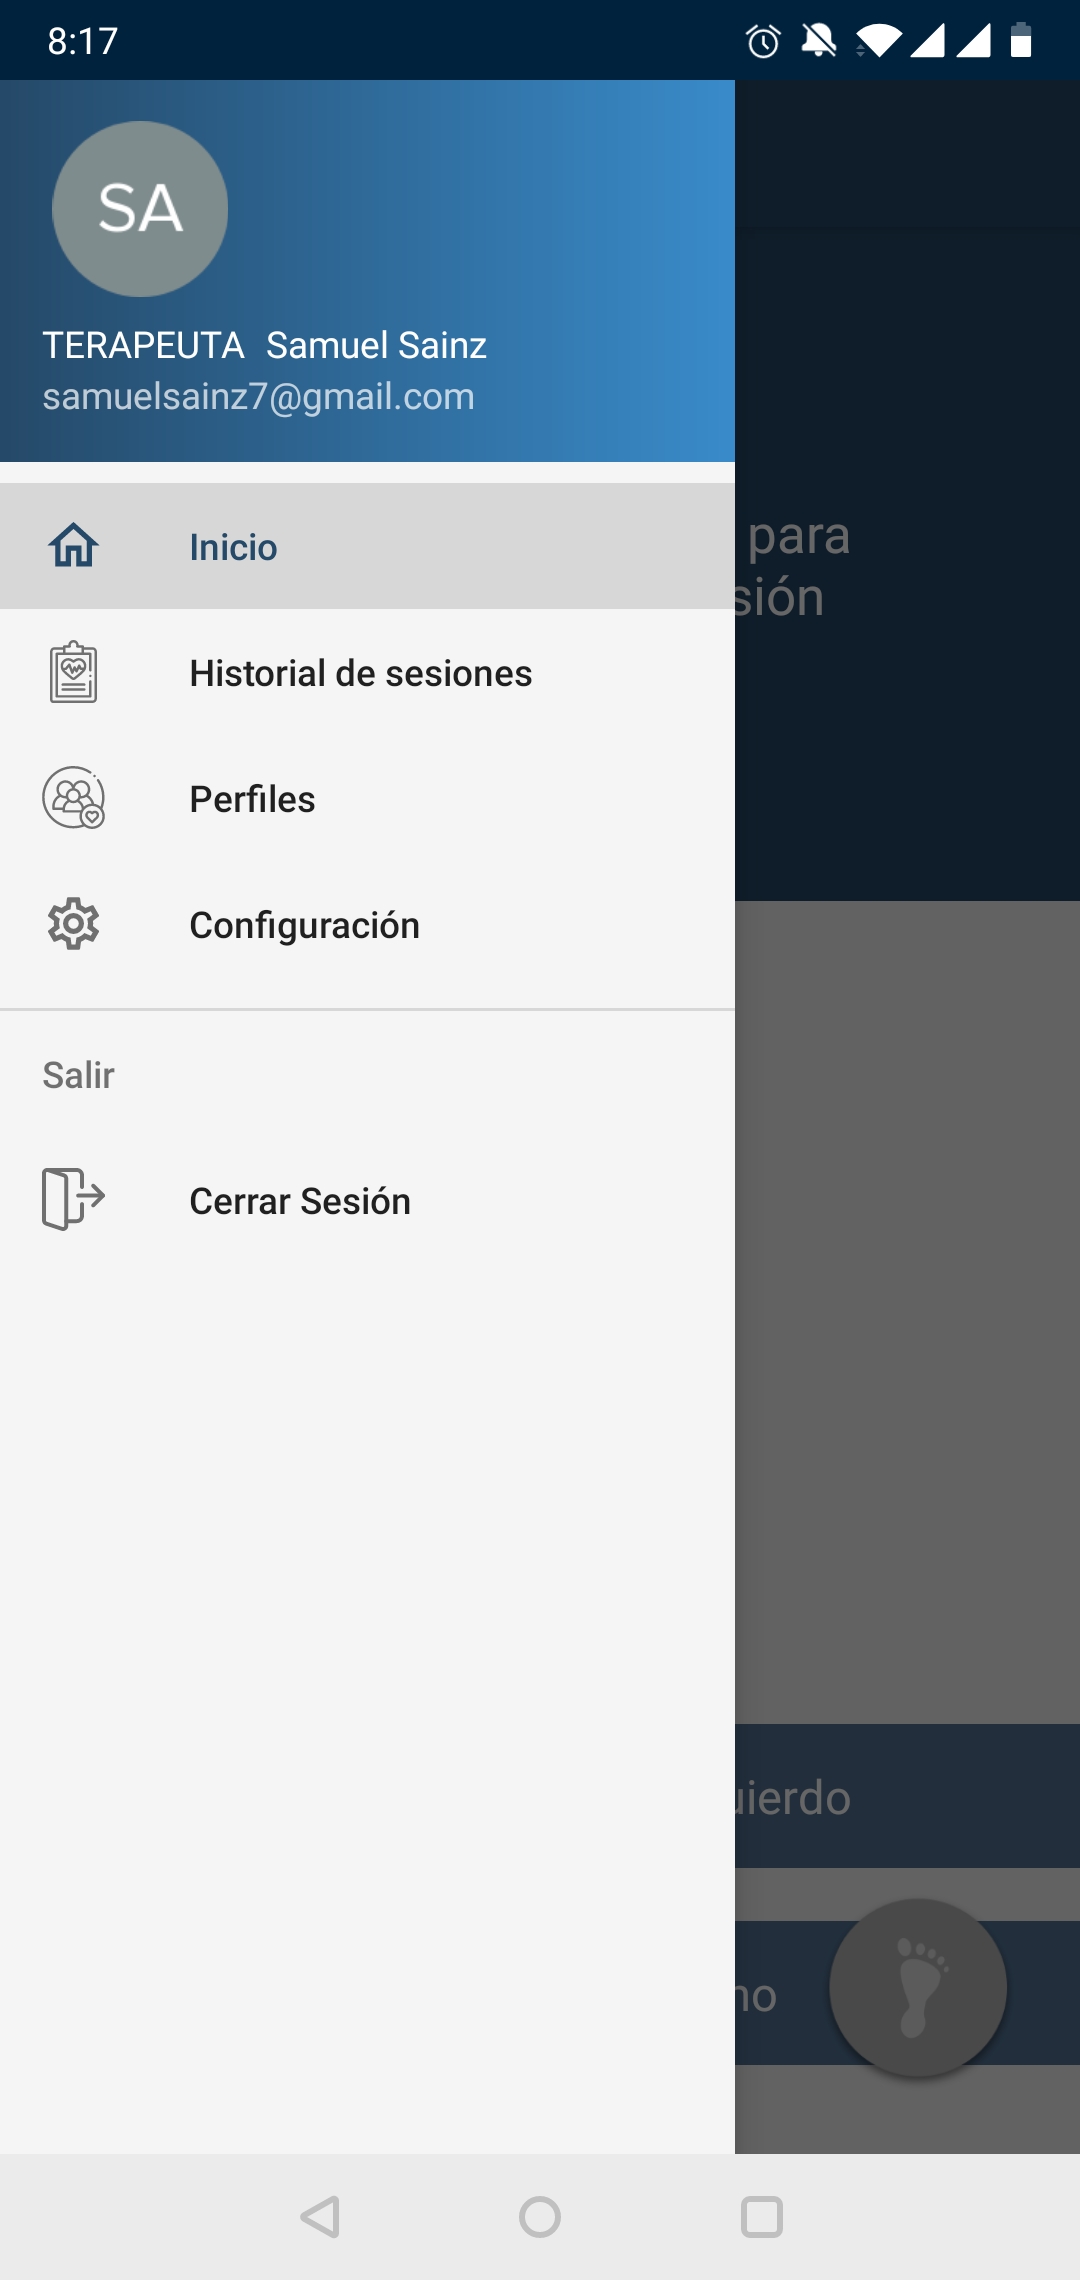 8:17
SA
TERAPEUTA  Samuel Sainz
samuelsainz7@gmail.com
para
sión
Inicio
Historial de sesiones
Perfiles
Configuración
Salir
Cerrar Sesión
uierdo
no